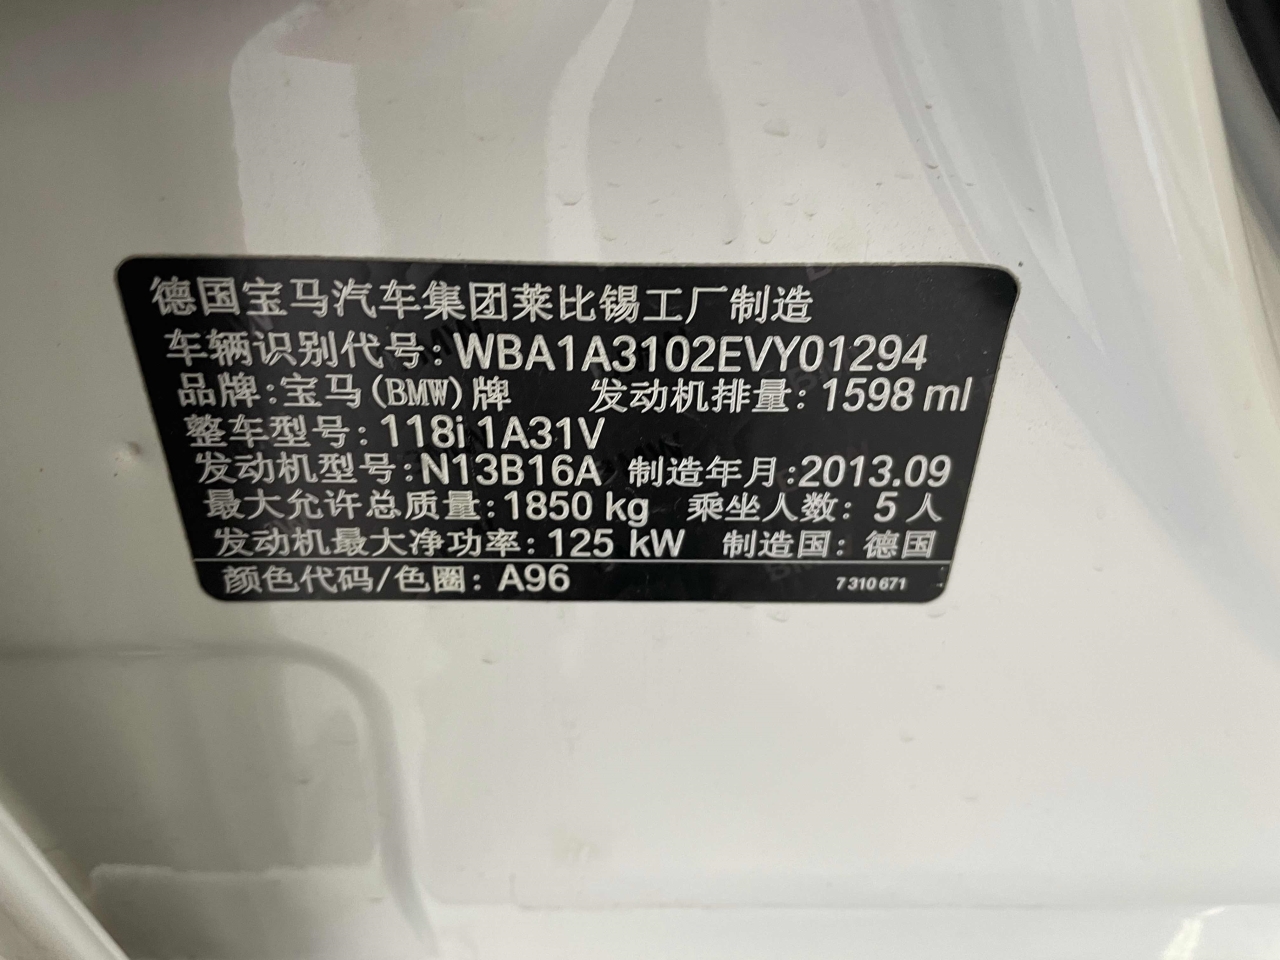 德国宝马汽车集团莱比锡工厂制造
车辆识别代号: WBA1A3102EVY01294
品牌:宝马(BMW)牌 发动机排量: 1598 ml
整车型号: 118i 1A31V
发动机型号: N13B16A 制造年月:2013.09
最大允许总质量: 1850 kg 乘坐人数: 5 人
发动机最大净功率: 125 kW 制造国: 德国
颜色代码/色圈: A96 7 310 671